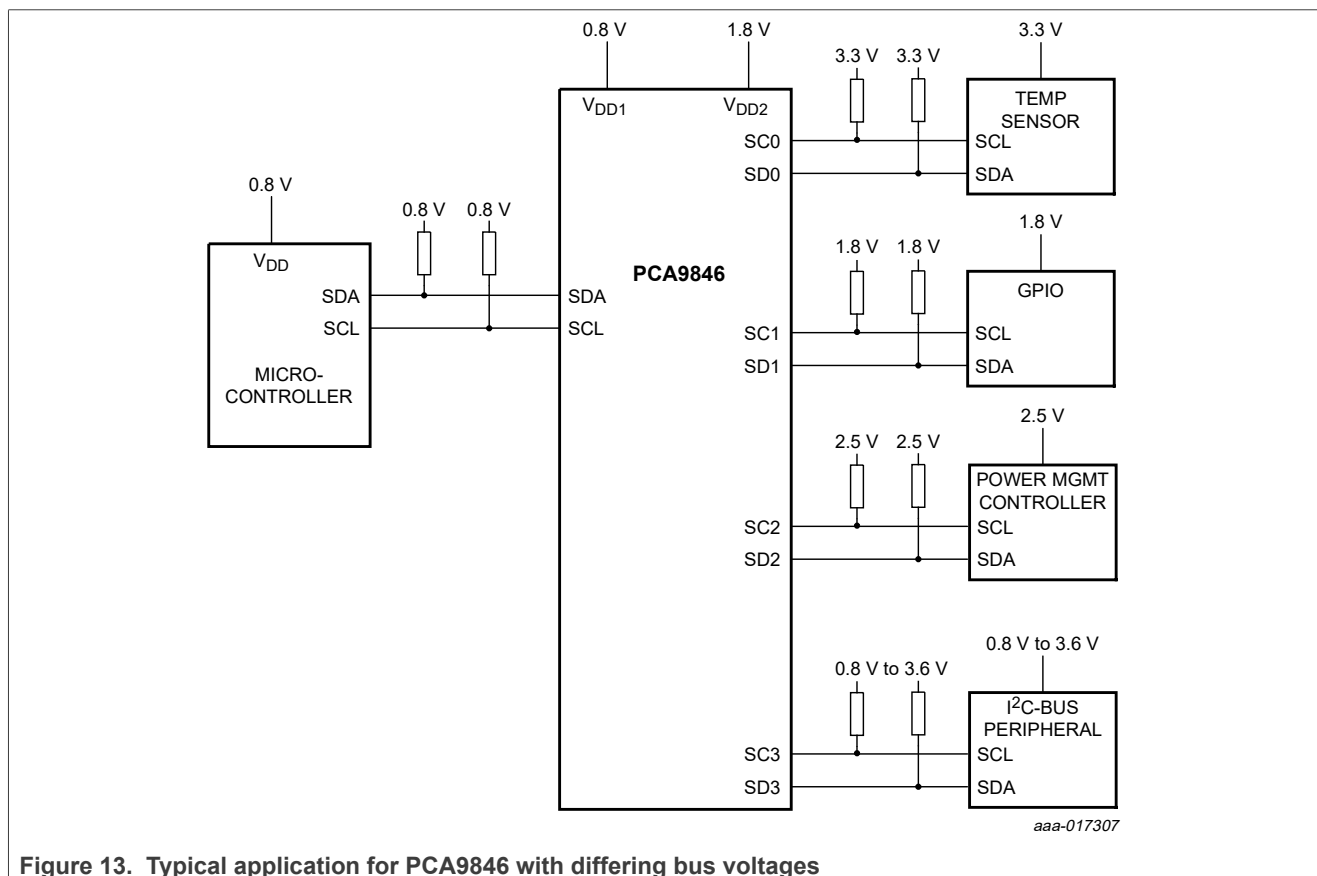 0.8 V
1.8 V
3.3 V
3.3 V 3.3 V
VDD1
VDD2
TEMP
SENSOR
SC0
SCL
SD0
SDA
0.8 V
0.8 V 0.8 V
VDD
1.8 V
1.8 V 1.8 V
PCA9846
GPIO
SDA
SDA
SCL
SCL
SC1
SCL
SD1
SDA
MICRO-
CONTROLLER
2.5 V
2.5 V 2.5 V
POWER MGMT
CONTROLLER
SC2
SCL
SD2
SDA
0.8 V to 3.6 V
0.8 V to 3.6 V
I2C-BUS
PERIPHERAL
SC3
SCL
SD3
SDA
aaa-017307
Figure 13. Typical application for PCA9846 with differing bus voltages